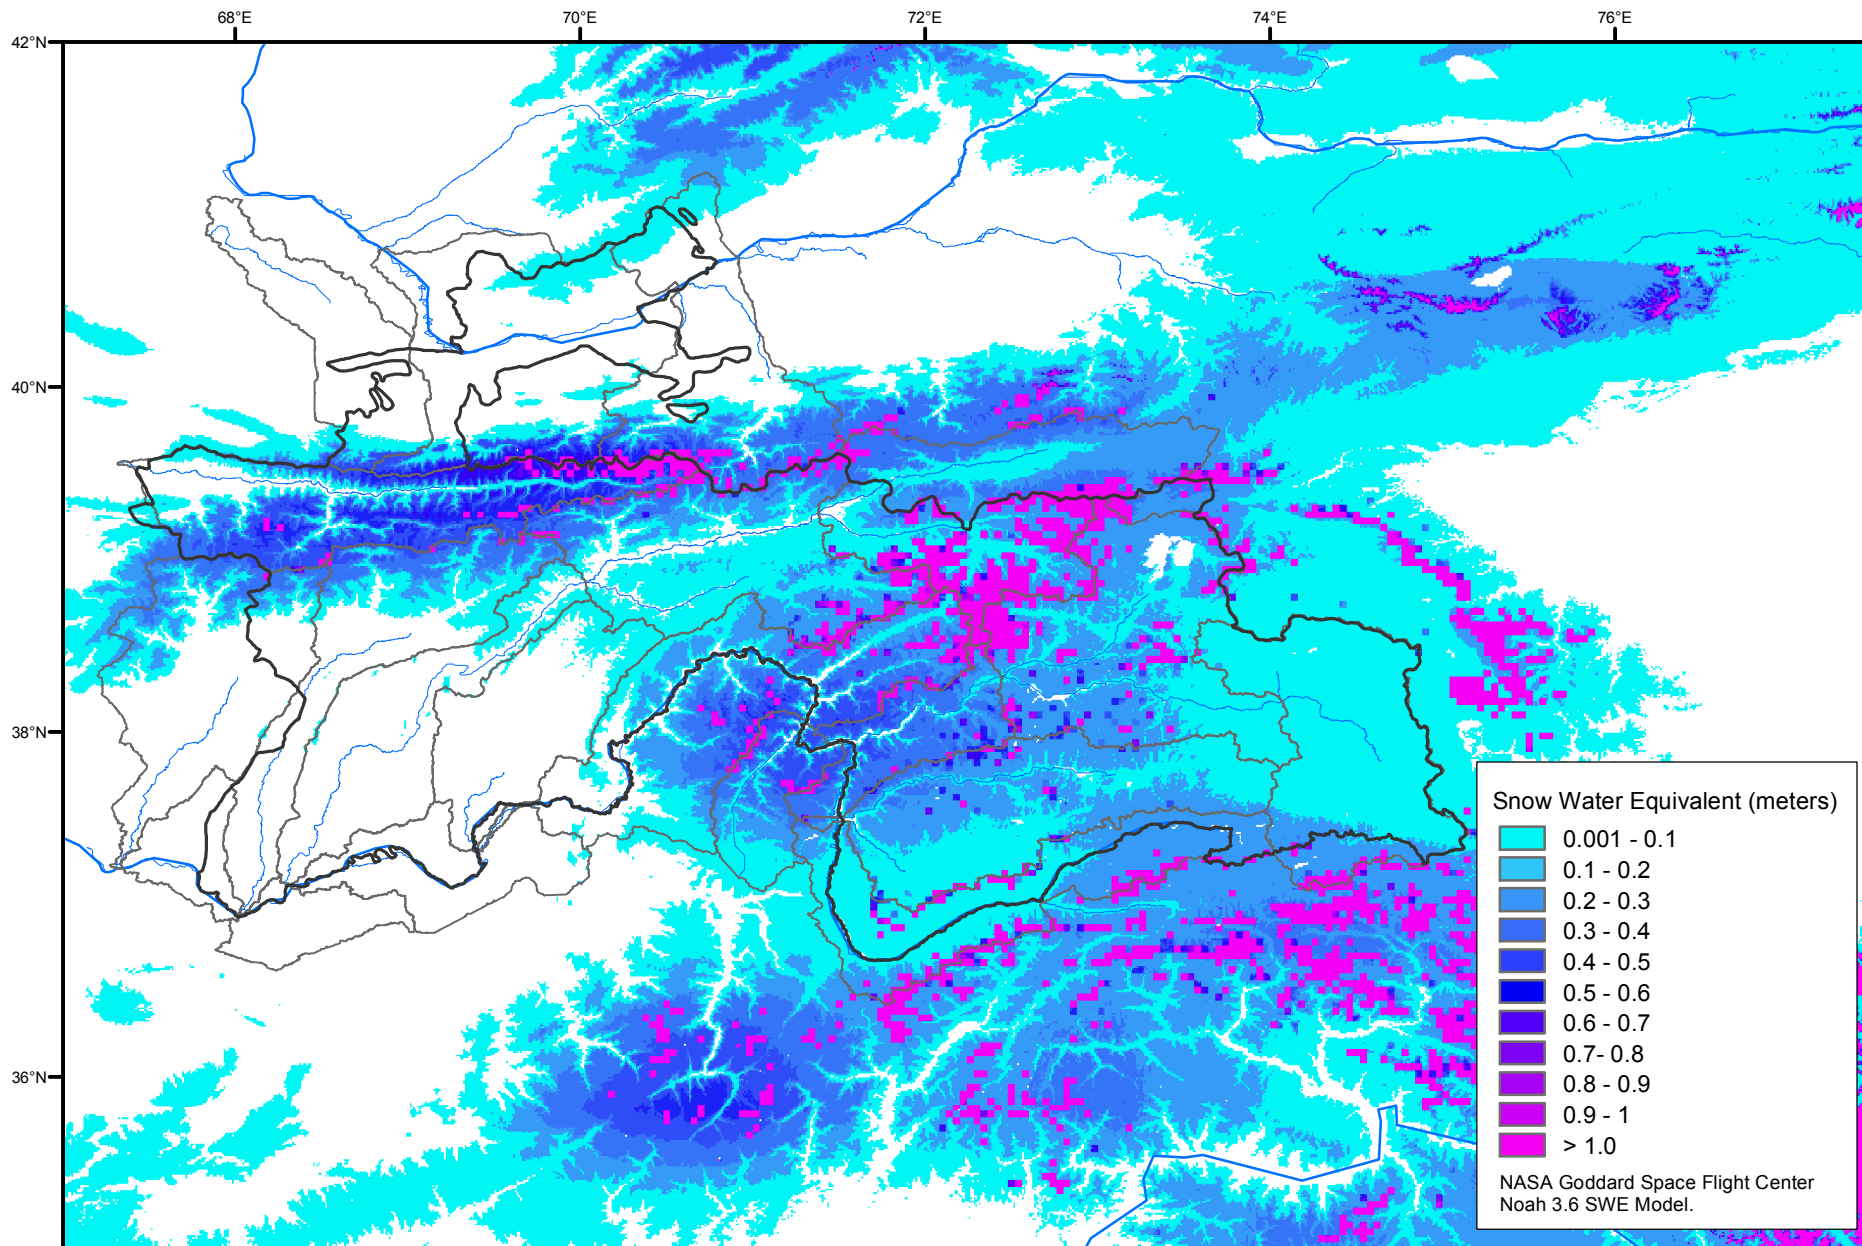 68°E
70°E
72°E
74°E
76°E
42°N
40°N
38°N
36°N
Snow Water Equivalent (meters)
0.001 - 0.1
0.1 - 0.2
0.2 - 0.3
0.3 - 0.4
0.4 - 0.5
0.5 - 0.6
0.6 - 0.7
0.7- 0.8
0.8 - 0.9
0.9 - 1
> 1.0
NASA Goddard Space Flight Center
Noah 3.6 SWE Model.